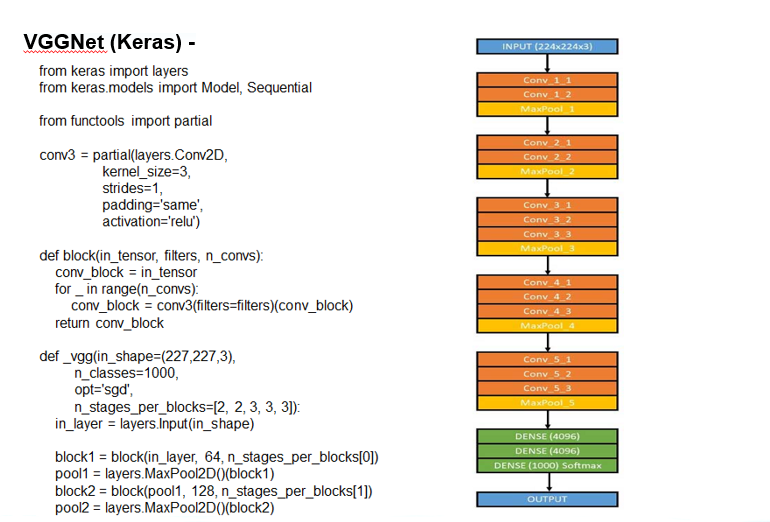 VGGNet (Keras) -
from keras import layers
from keras.models import Model, Sequential
from functools import partial
conv3 = partial(layers.Conv2D,
kernel_size=3,
strides=1,
padding='same',
activation='relu')
def block(in_tensor, filters, n_convs):
conv_block = in_tensor
for _ in range(n_convs):
conv_block = conv3(filters=filters)(conv_block)
return conv_block
def _vgg(in_shape=(227,227,3),
n_classes=1000,
opt='sgd',
n_stages_per_blocks=[2, 2, 3, 3, 3]):
in_layer = layers.Input(in_shape)
block1 = block(in_layer, 64, n_stages_per_blocks[0])
pool1 = layers.MaxPool2D()(block1)
block2 = block(pool1, 128, n_stages_per_blocks[1])
pool2 = layers.MaxPool2D()(block2)
INPUT (224x224x3)
Conv_1_1
Conv_1_2
MaxPool_1
Conv_2_1
Conv_2_2
MaxPool_2
Conv_3_1
Conv_3_2
Conv_3_3
MaxPool_3
Conv_4_1
Conv_4_2
Conv_4_3
MaxPool_4
Conv_5_1
Conv_5_2
Conv_5_3
MaxPool_5
DENSE (4096)
DENSE (4096)
DENSE (1000) Softmax
OUTPUT